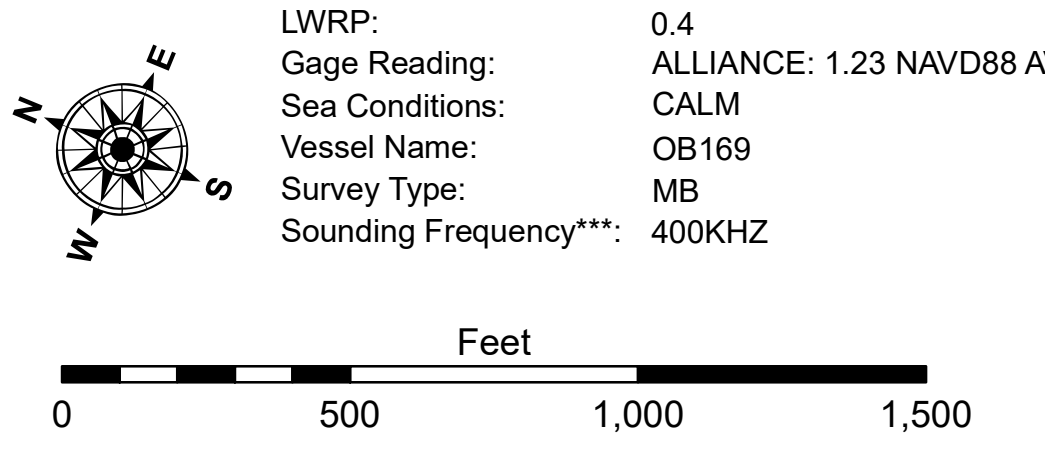 E
N
S
W
LWRP: 0.4
Gage Reading: ALLIANCE: 1.23 NAVD88
Sea Conditions: CALM
Vessel Name: OB169
Survey Type: MB
Sounding Frequency***: 400KHZ
Feet
0 500 1,000 1,500